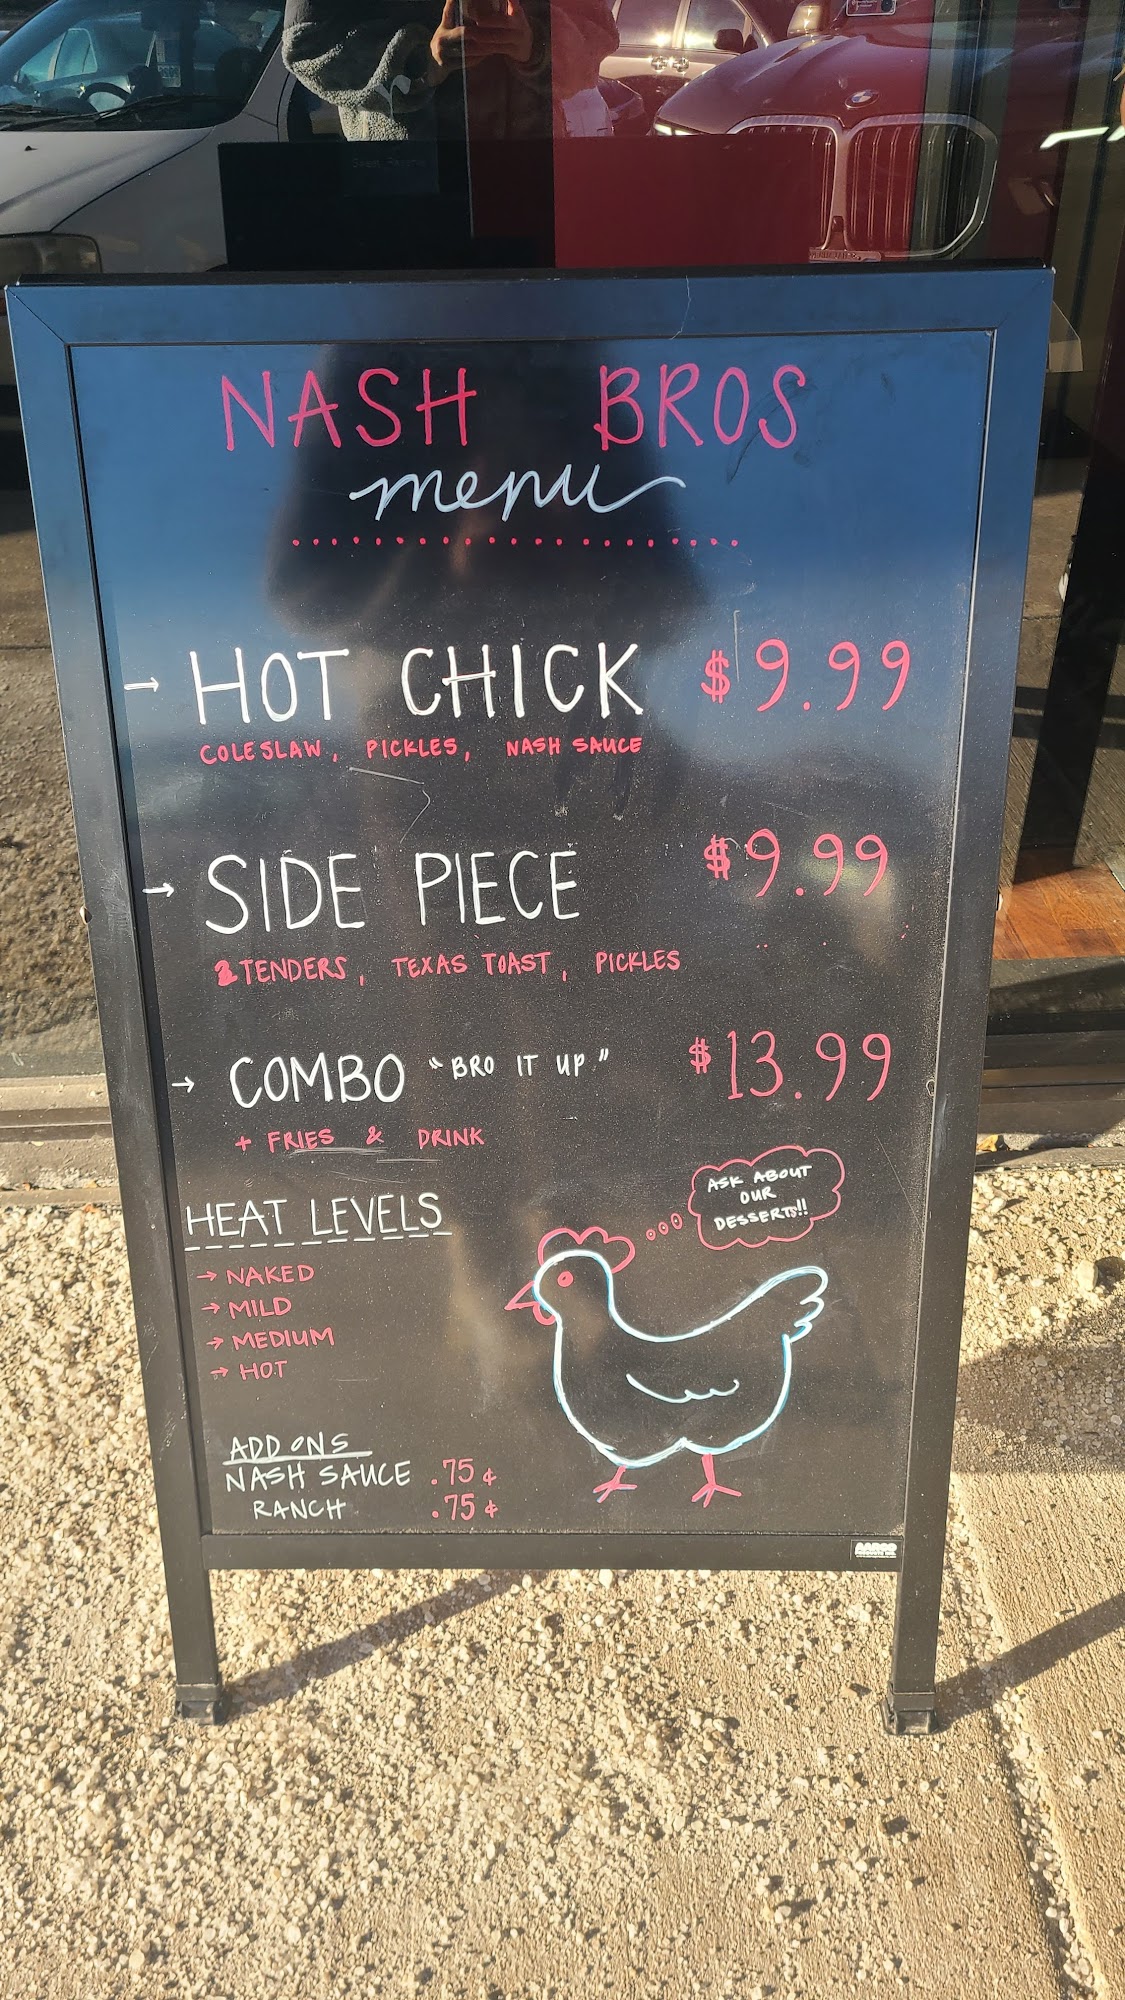 NASH BROS
menu
→ HOT CHICK $9.99
COLESLAW, PICKLES, NASH SAUCE
→ SIDE PIECE $9.99
2 TENDERS, TEXAS TOAST, PICKLES
→ COMBO "BRO IT UP" $13.99
+ FRIES & DRINK
ASK ABOUT
OUR
DESSERTS!!
HEAT LEVELS
→ NAKED
→ MILD
→ MEDIUM
→ HOT
ADD ONS
NASH SAUCE .75¢
RANCH .75¢
AARCO